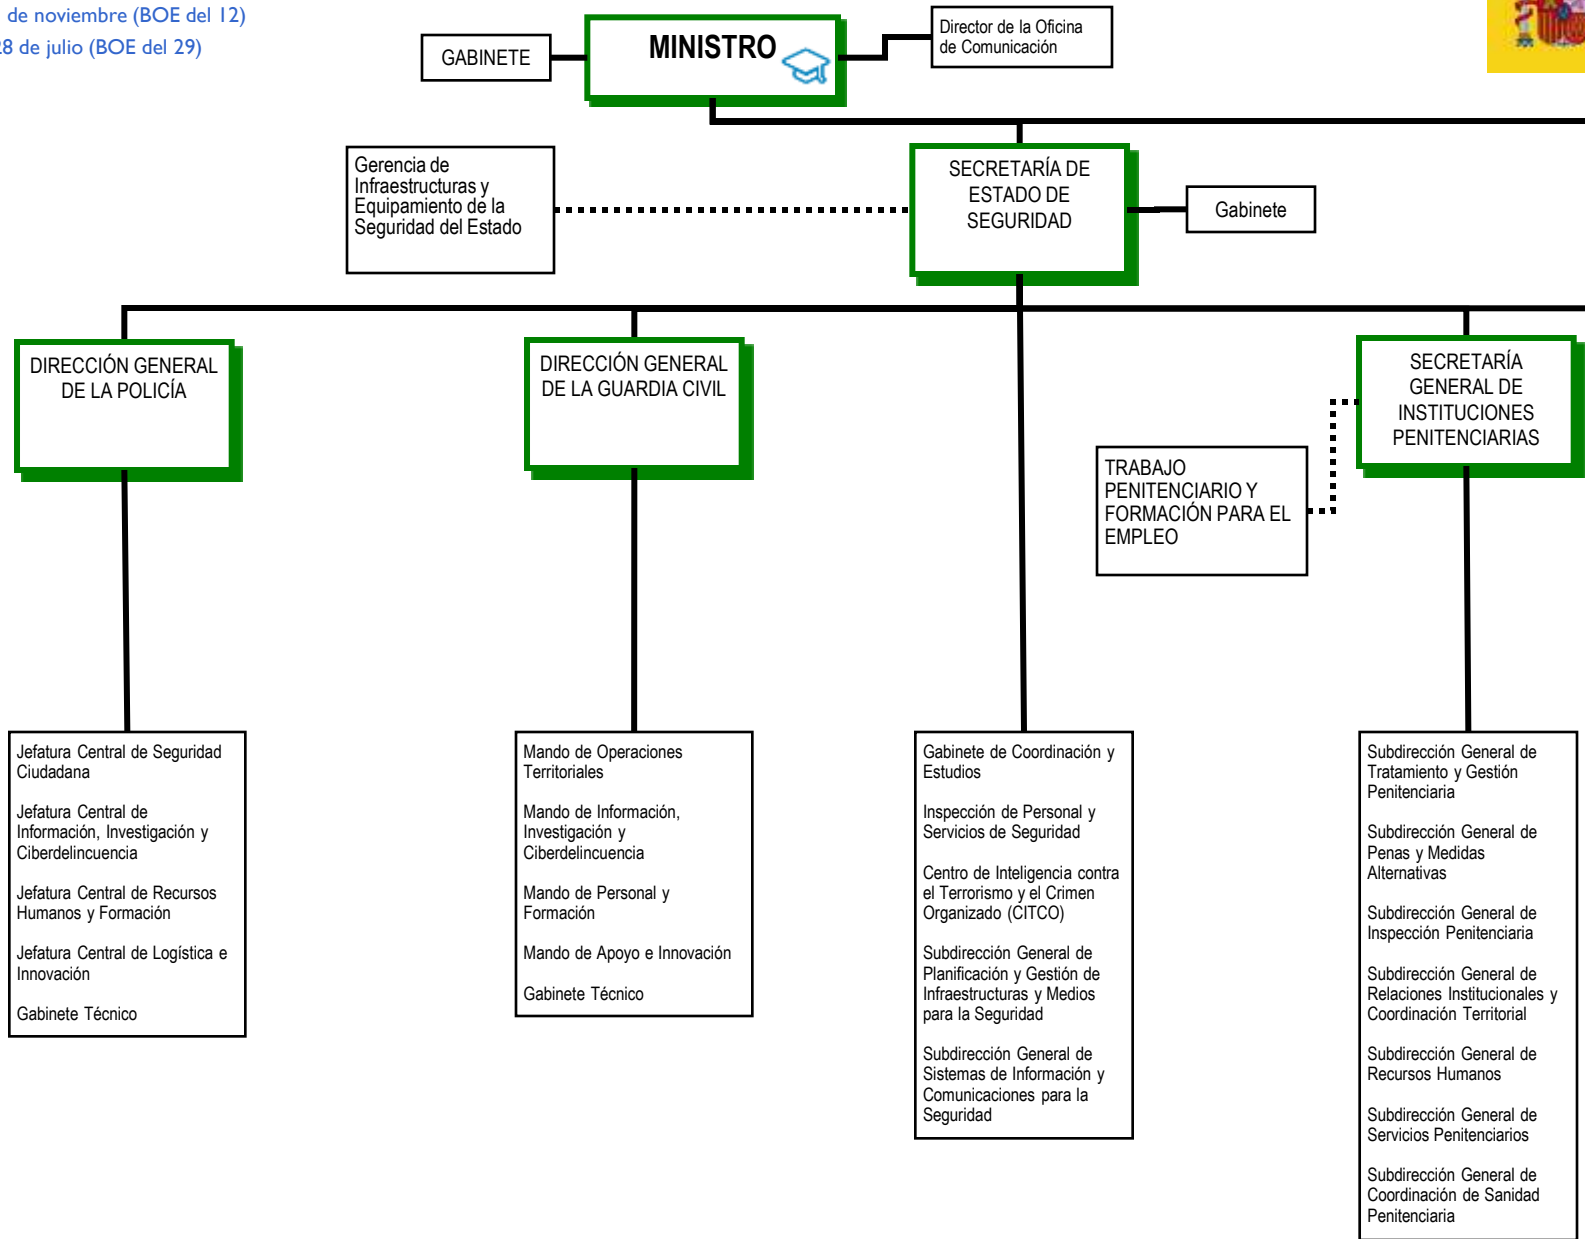 de noviembre (BOE del 12)
28 de julio (BOE del 29)
GABINETE
MINISTRO
Director de la Oficina
de Comunicación
Gerencia de
Infraestructuras y
Equipamiento de la
Seguridad del Estado
SECRETARÍA DE
ESTADO DE
SEGURIDAD
Gabinete
DIRECCIÓN GENERAL
DE LA POLICÍA
DIRECCIÓN GENERAL
DE LA GUARDIA CIVIL
SECRETARÍA
GENERAL DE
INSTITUCIONES
PENITENCIARIAS
TRABAJO
PENITENCIARIO Y
FORMACIÓN PARA EL
EMPLEO
Jefatura Central de Seguridad
Ciudadana
Jefatura Central de
Información, Investigación y
Ciberdelincuencia
Jefatura Central de Recursos
Humanos y Formación
Jefatura Central de Logística e
Innovación
Gabinete Técnico
Mando de Operaciones
Territoriales
Mando de Información,
Investigación y
Ciberdelincuencia
Mando de Personal y
Formación
Mando de Apoyo e Innovación
Gabinete Técnico
Gabinete de Coordinación y
Estudios
Inspección de Personal y
Servicios de Seguridad
Centro de Inteligencia contra
el Terrorismo y el Crimen
Organizado (CITCO)
Subdirección General de
Planificación y Gestión de
Infraestructuras y Medios
para la Seguridad
Subdirección General de
Sistemas de Información y
Comunicaciones para la
Seguridad
Subdirección General de
Tratamiento y Gestión
Penitenciaria
Subdirección General de
Penas y Medidas
Alternativas
Subdirección General de
Inspección Penitenciaria
Subdirección General de
Relaciones Institucionales y
Coordinación Territorial
Subdirección General de
Recursos Humanos
Subdirección General de
Servicios Penitenciarios
Subdirección General de
Coordinación de Sanidad
Penitenciaria